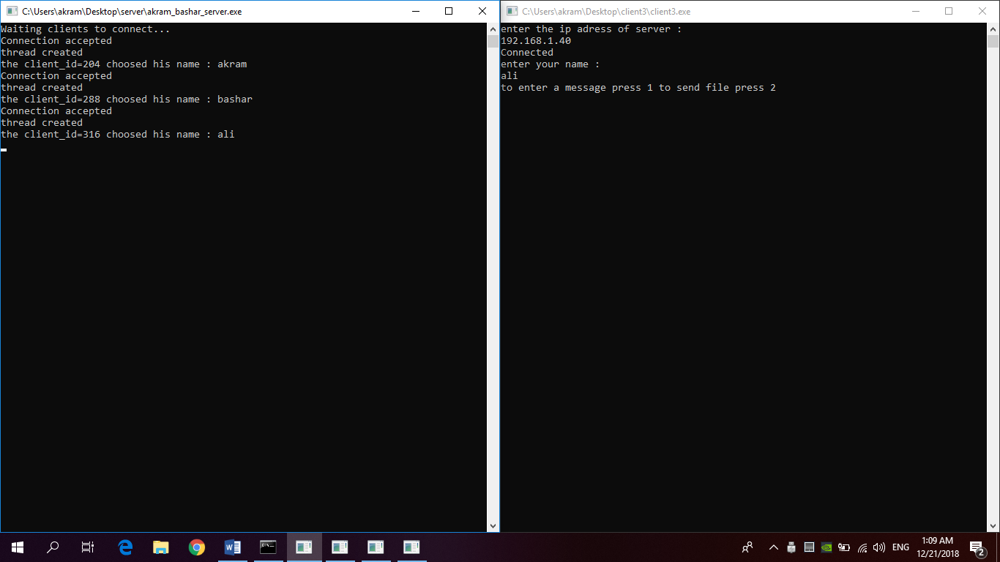 C:\Users\akram\Desktop\server\akram_bashar_server.exe
Waiting clients to connect...
Connection accepted
thread created
the client_id=204 choosed his name : akram
Connection accepted
thread created
the client_id=288 choosed his name : bashar
Connection accepted
thread created
the client_id=316 choosed his name : ali
C:\Users\akram\Desktop\client3\client3.exe
enter the ip adress of server :
192.168.1.40
Connected
enter your name :
ali
to enter a message press 1 to send file press 2
ENG
1:09 AM
12/21/2018
2